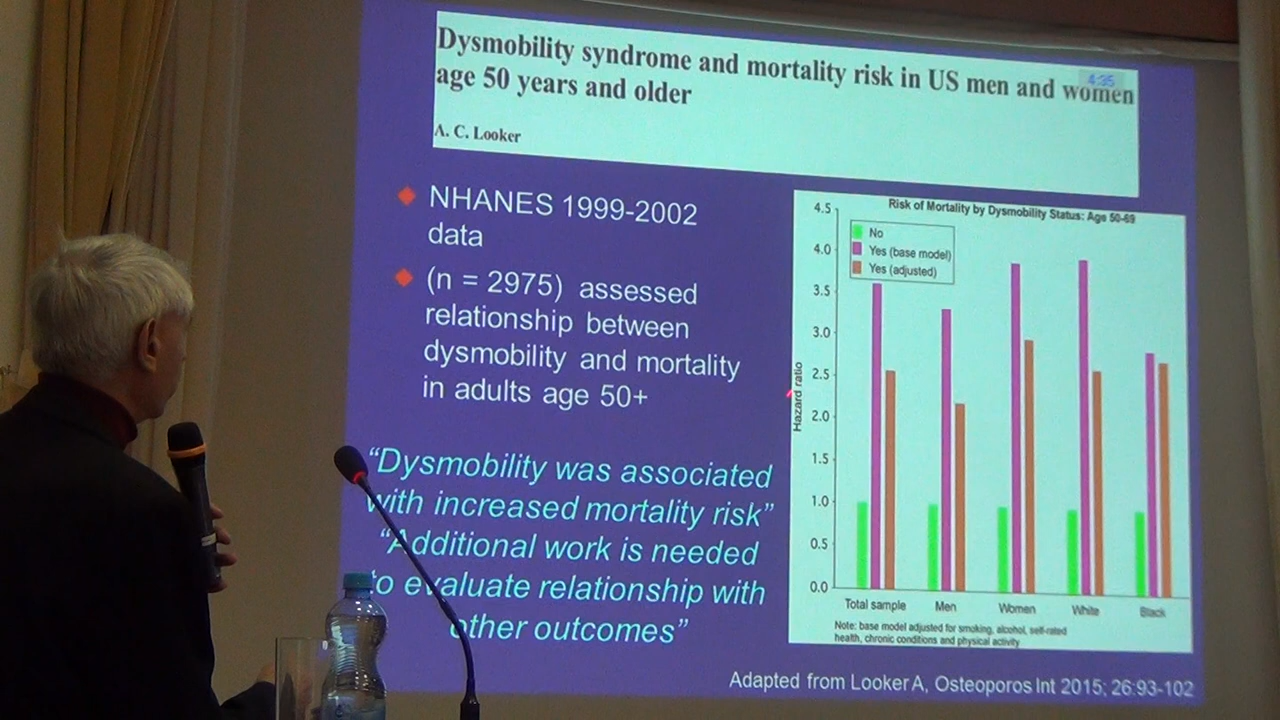 Dysmobility syndrome and mortality risk in US men and women
age 50 years and older
4:35
A. C. Looker
NHANES 1999-2002
data
(n = 2975) assessed
relationship between
dysmobility and mortality
in adults age 50+
“Dysmobility was associated
with increased mortality risk”
“Additional work is needed
to evaluate relationship with
other outcomes”
Risk of Mortality by Dysmobility Status: Age 50-69
No
Yes (base model)
Yes (adjusted)
Hazard ratio
4.5
4.0
3.5
3.0
2.5
2.0
1.5
1.0
0.5
0.0
Total sample Men Women White Black
Note: base model adjusted for smoking, alcohol, self-rated
health, chronic conditions and physical activity
Adapted from Looker A, Osteoporos Int 2015; 26:93-102